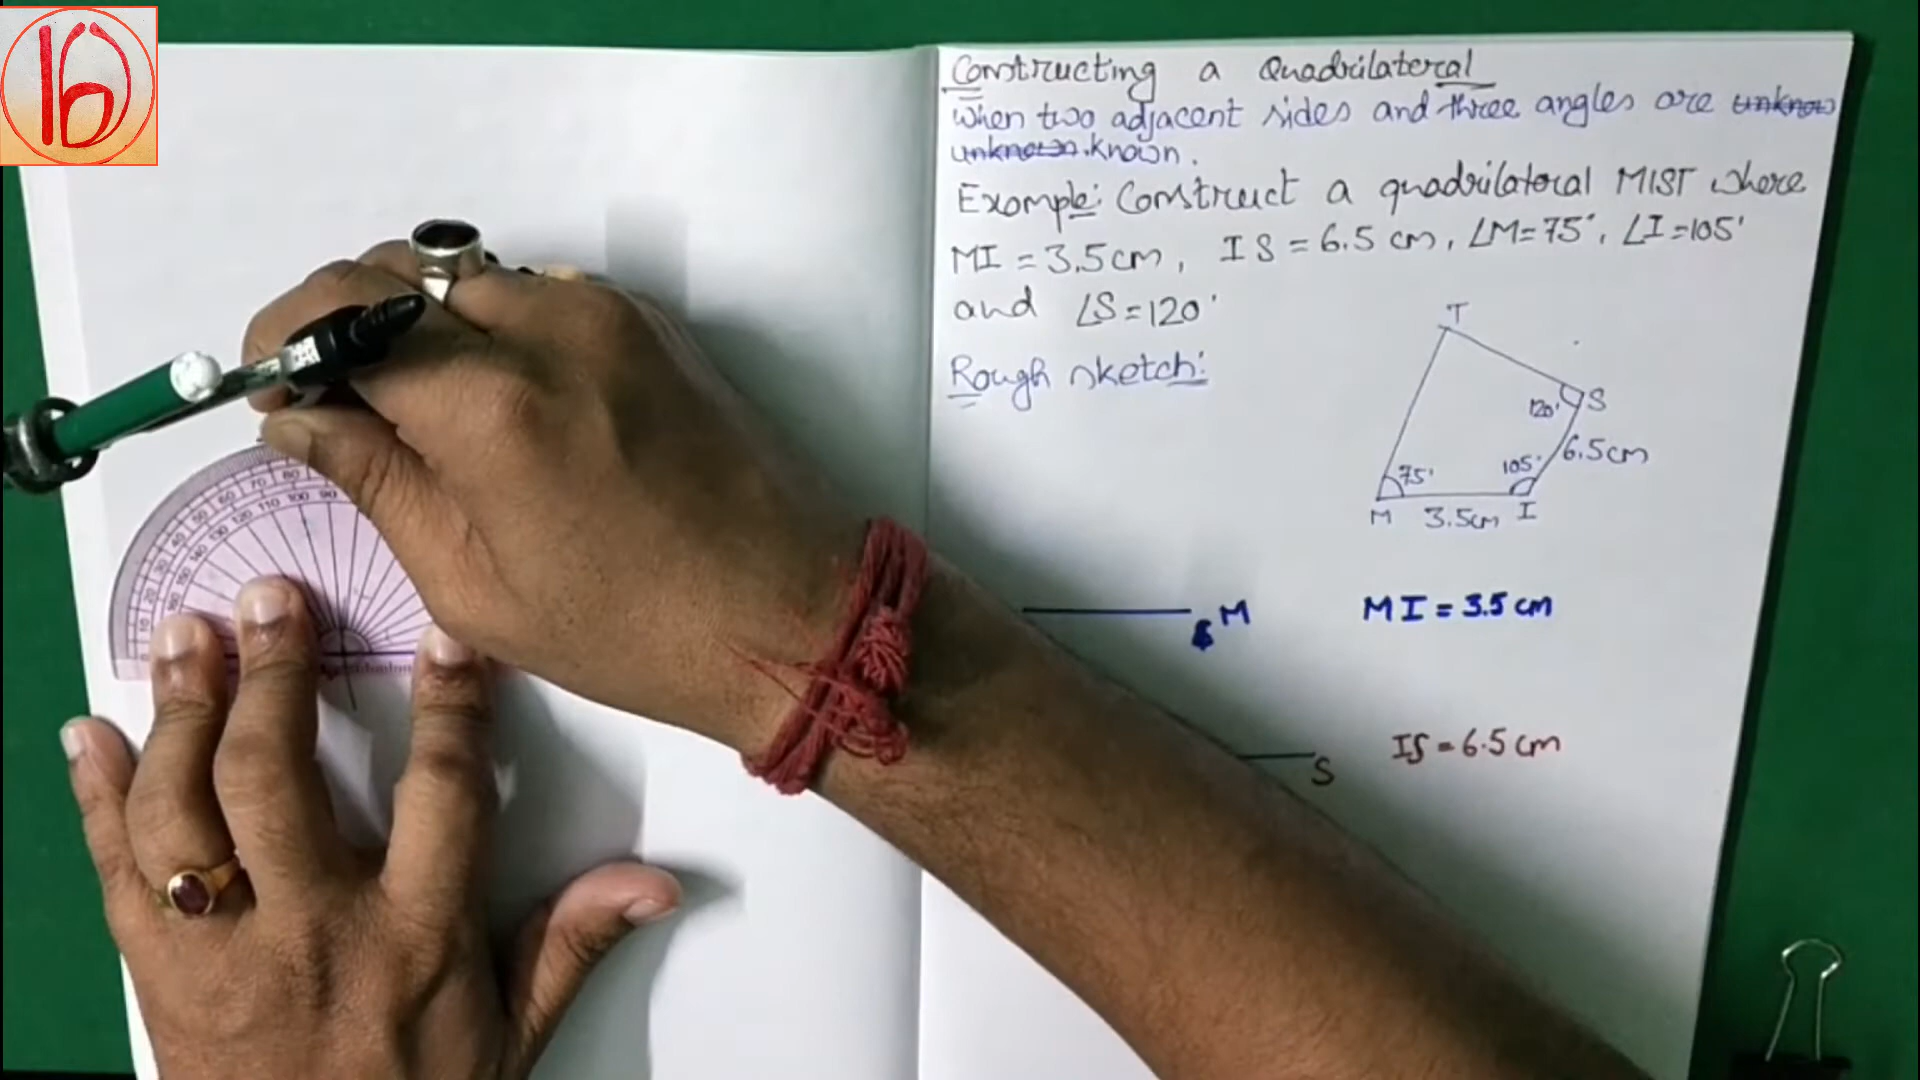 Constructing a Quadrilateral
When two adjacent sides and three angles are unknow
unknown.known.
Example: Construct a quadrilateral MIST where
MI = 3.5cm, IS = 6.5 cm, ∠M=75°, ∠I=105°
and ∠S=120°
Rough sketch:
T
120° S
6.5cm
75° 105°
M 3.5cm I
M MI = 3.5 cm
S IS = 6.5 cm